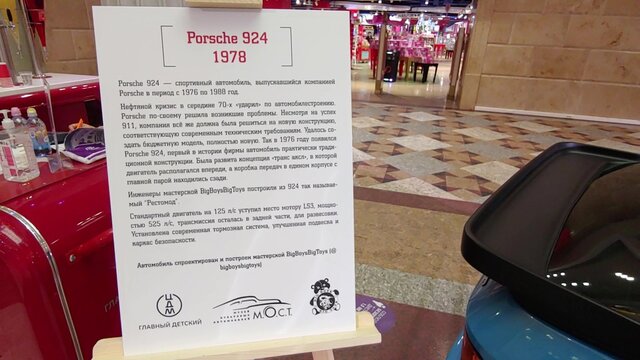 Porsche 924
1978
Porsche 924 — спортивный автомобиль, выпускавшийся компанией
Porsche в период с 1976 по 1988 год.
Нефтяной кризис в середине 70-х «ударил» по автомобилестроению.
Porsche по-своему решила возникшие проблемы. Несмотря на успех
911, компания всё же должна была решиться на новую конструкцию,
соответствующую современным техническим требованиям. Удалось со-
здать бюджетную модель, полностью новую. Так в 1976 году появился
Porsche 924, первый в истории фирмы автомобиль практически тради-
ционной конструкции. Была развита концепция «транс аксл», в которой
двигатель располагался впереди, а коробка передач в едином корпусе с
главной парой находились сзади.
Инженеры мастерской BigBoysBigToys построили из 924 так называе-
мый "Рестомод".
Стандартный двигатель на 125 л/с уступил место мотору LS3, мощно-
стью 525 л/с, трансмиссия осталась в задней части, для развесовки.
Установлена современная тормозная система, улучшенная подвеска и
каркас безопасности.
Автомобиль спроектирован и построен мастерской BigBoysBigToys (@
bigboysbigtoys)
ЦДМ
ГЛАВНЫЙ ДЕТСКИЙ
М.О.С.Т.